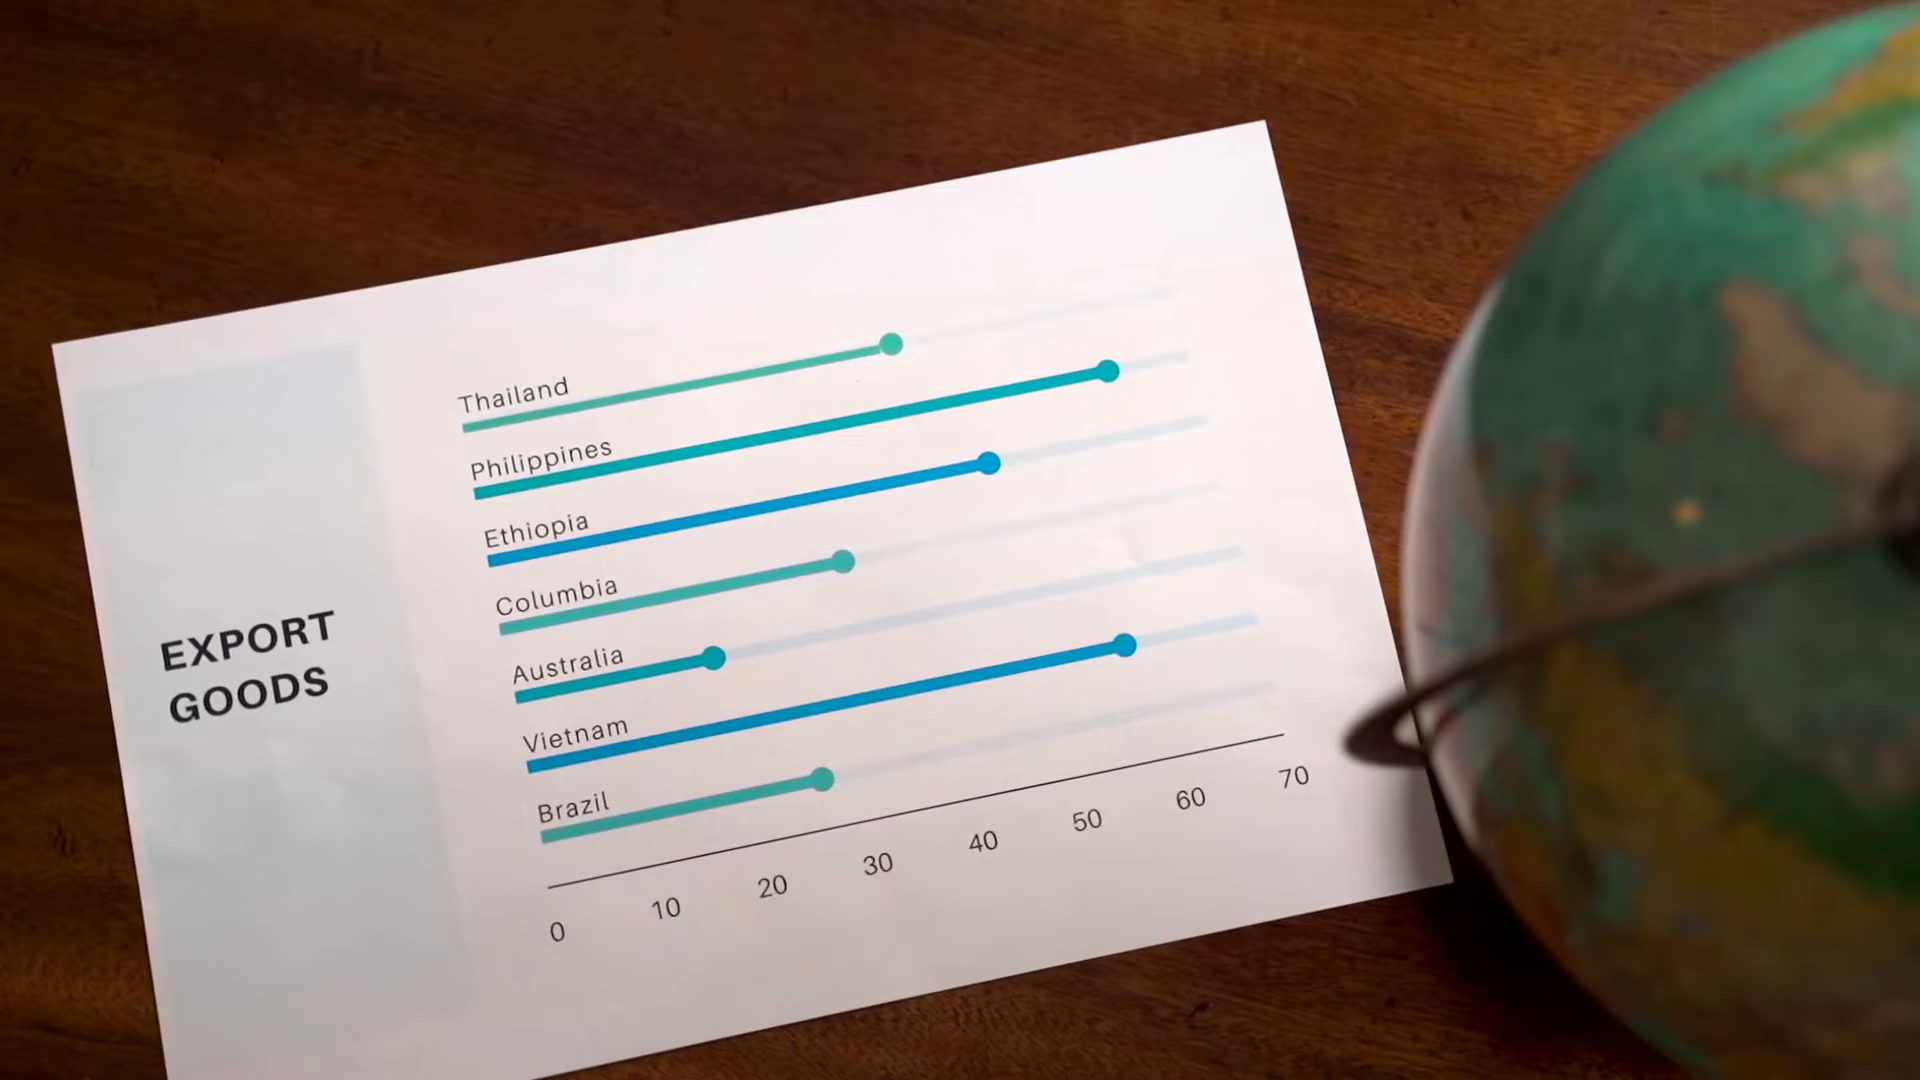 EXPORT
GOODS
Thailand
Philippines
Ethiopia
Columbia
Australia
Vietnam
Brazil
0 10 20 30 40 50 60 70